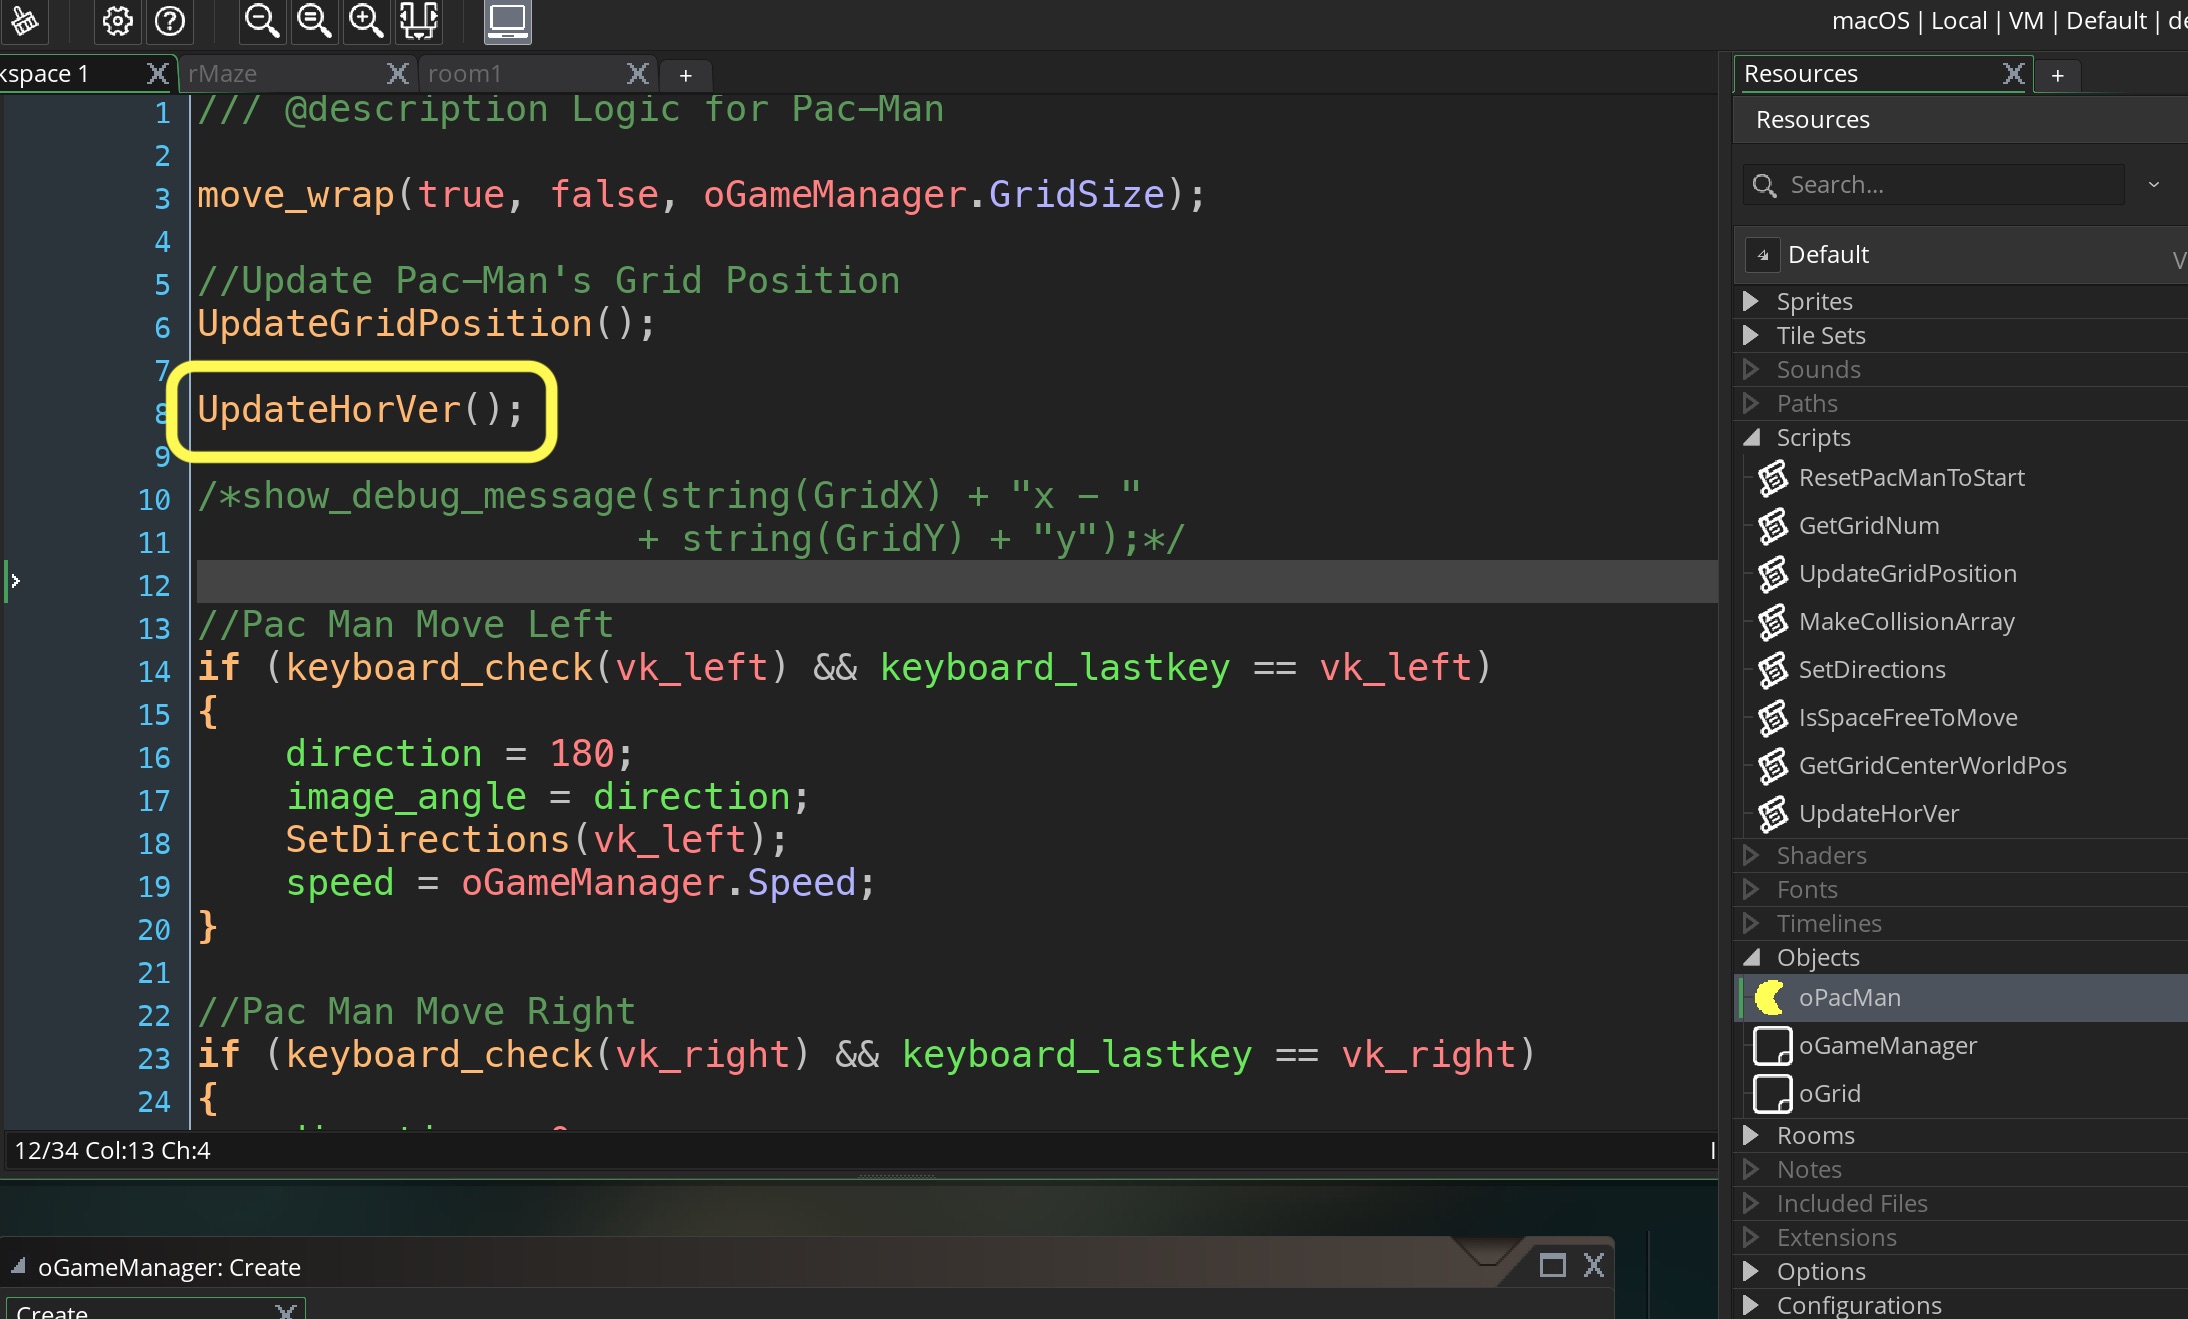 macOS | Local | VM | Default | de
kspace 1
rMaze
room1
+
Resources
+
1 /// @description Logic for Pac-Man
2
3 move_wrap(true, false, oGameManager.GridSize);
4
5 //Update Pac-Man's Grid Position
6 UpdateGridPosition();
7
8 UpdateHorVer();
9
10 /*show_debug_message(string(GridX) + "x - "
11 + string(GridY) + "y");*/
12
13 //Pac Man Move Left
14 if (keyboard_check(vk_left) && keyboard_lastkey == vk_left)
15 {
16 direction = 180;
17 image_angle = direction;
18 SetDirections(vk_left);
19 speed = oGameManager.Speed;
20 }
21
22 //Pac Man Move Right
23 if (keyboard_check(vk_right) && keyboard_lastkey == vk_right)
24 {
12/34 Col:13 Ch:4
oGameManager: Create
Create
Resources
Search...
Default
Sprites
Tile Sets
Sounds
Paths
Scripts
ResetPacManToStart
GetGridNum
UpdateGridPosition
MakeCollisionArray
SetDirections
IsSpaceFreeToMove
GetGridCenterWorldPos
UpdateHorVer
Shaders
Fonts
Timelines
Objects
oPacMan
oGameManager
oGrid
Rooms
Notes
Included Files
Extensions
Options
Configurations